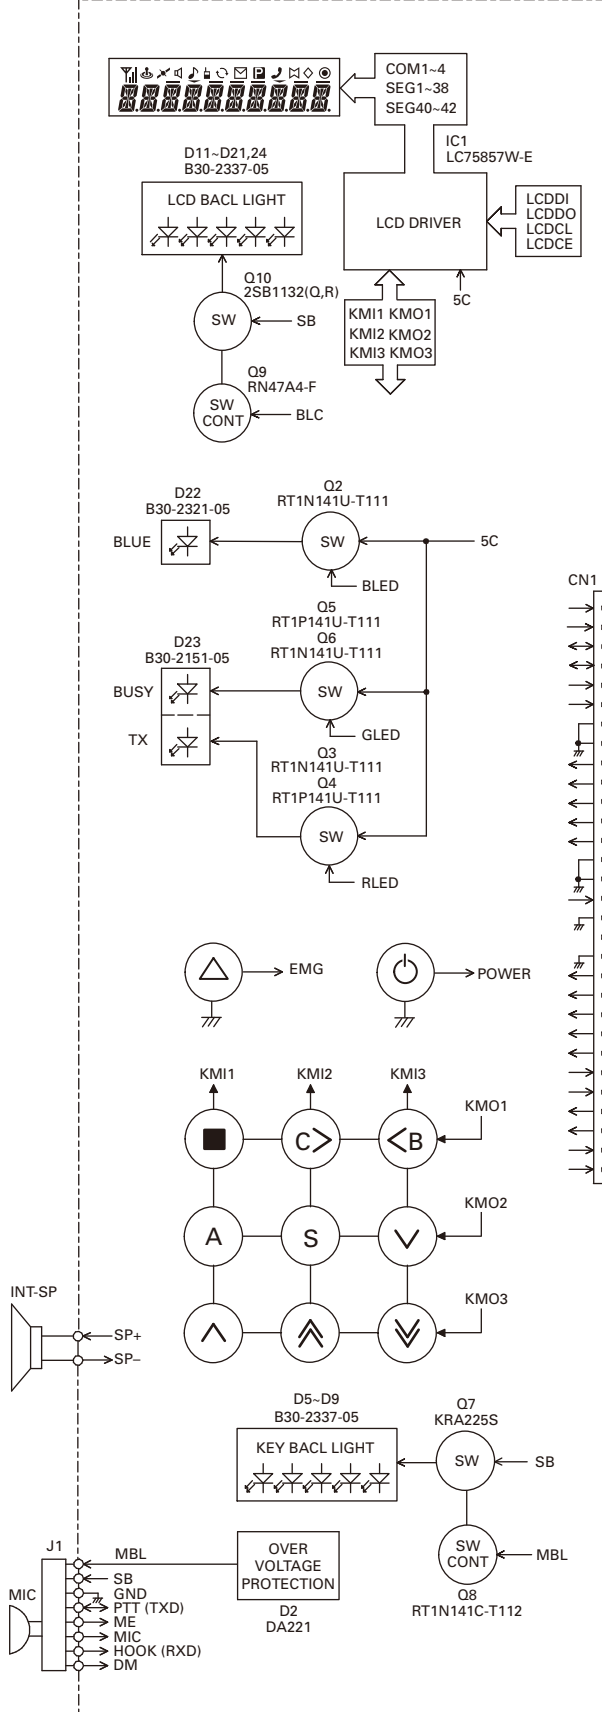 COM1~4
SEG1~38
SEG40~42
IC1
LC75857W-E
D11~D21,24
B30-2337-05
LCD BACL LIGHT
LCD DRIVER
LCDDI
LCDDO
LCDCL
LCDCE
Q10
2SB1132(Q,R)
SW
SB
5C
KMI1 KMO1
KMI2 KMO2
KMI3 KMO3
Q9
RN47A4-F
SW
CONT
BLC
D22
B30-2321-05
BLUE
Q2
RT1N141U-T111
SW
5C
BLED
CN1
Q5
RT1P141U-T111
Q6
RT1N141U-T111
D23
B30-2151-05
BUSY
SW
GLED
TX
Q3
RT1N141U-T111
Q4
RT1P141U-T111
SW
RLED
EMG
POWER
KMI1
KMI2
KMI3
KMO1
C>
<B
KMO2
A
S
KMO3
INT-SP
SP+
SP–
D5~D9
B30-2337-05
KEY BACL LIGHT
Q7
KRA225S
SW
SB
SW
CONT
MBL
Q8
RT1N141C-T112
J1
MBL
OVER
VOLTAGE
PROTECTION
D2
DA221
SB
GND
MIC
PTT (TXD)
ME
MIC
HOOK (RXD)
DM